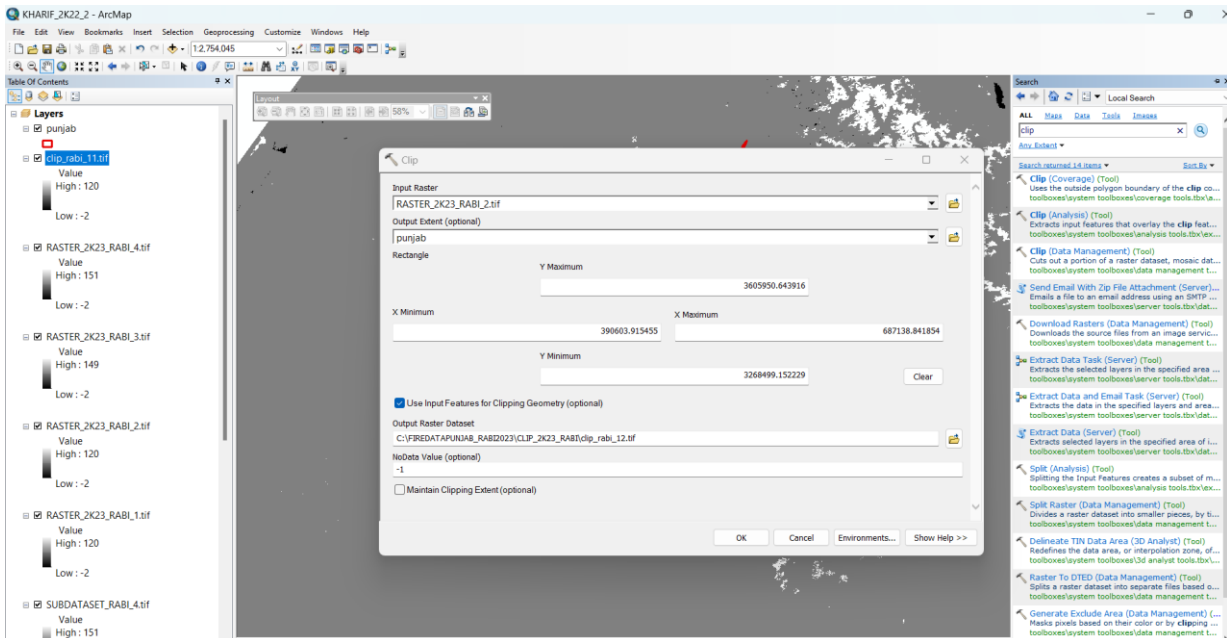 KHARIF_2K22_2 - ArcMap
File Edit View Bookmarks Insert Selection Geoprocessing Customize Windows Help
1:2,754,045
Table Of Contents
Layers
punjab
clip_rabi_11.tif
Value
High : 120
Low : -2
RASTER_2K23_RABI_4.tif
Value
High : 151
Low : -2
RASTER_2K23_RABI_3.tif
Value
High : 149
Low : -2
RASTER_2K23_RABI_2.tif
Value
High : 120
Low : -2
RASTER_2K23_RABI_1.tif
Value
High : 120
Low : -2
SUBDATASET_RABI_4.tif
Value
High : 151
Layout
58%
Clip
Input Raster
RASTER_2K23_RABI_2.tif
Output Extent (optional)
punjab
Rectangle
Y Maximum
3605950.643916
X Minimum
X Maximum
390603.915455
687138.841854
Y Minimum
3268499.152229
Clear
Use Input Features for Clipping Geometry (optional)
Output Raster Dataset
C:\FIREDATAPUNJAB_RABI2023\CLIP_2K23_RABI\clip_rabi_12.tif
NoData Value (optional)
-1
Maintain Clipping Extent (optional)
OK Cancel Environments... Show Help >>
Search
Local Search
ALL Maps Data Tools Images
clip
Any Extent
Search returned 14 items Sort By
Clip (Coverage) (Tool)
Uses the outside polygon boundary of the clip co...
toolboxes\system toolboxes\coverage tools.tbx\a...
Clip (Analysis) (Tool)
Extracts input features that overlay the clip feat...
toolboxes\system toolboxes\analysis tools.tbx\ex...
Clip (Data Management) (Tool)
Cuts out a portion of a raster dataset, mosaic dat...
toolboxes\system toolboxes\data management t...
Send Email With Zip File Attachment (Server)...
Emails a file to an email address using an SMTP ...
toolboxes\system toolboxes\server tools.tbx\dat...
Download Rasters (Data Management) (Tool)
Downloads the source files from an image servic...
toolboxes\system toolboxes\data management t...
Extract Data Task (Server) (Tool)
Extracts the selected layers in the specified area ...
toolboxes\system toolboxes\server tools.tbx\dat...
Extract Data and Email Task (Server) (Tool)
Extracts the data in the specified layers and area...
toolboxes\system toolboxes\server tools.tbx\dat...
Extract Data (Server) (Tool)
Extracts selected layers in the specified area of i...
toolboxes\system toolboxes\server tools.tbx\dat...
Split (Analysis) (Tool)
Splitting the Input Features creates a subset of m...
toolboxes\system toolboxes\analysis tools.tbx\ex...
Split Raster (Data Management) (Tool)
Divides a raster dataset into smaller pieces, by ti...
toolboxes\system toolboxes\data management t...
Delineate TIN Data Area (3D Analyst) (Tool)
Redefines the data area, or interpolation zone, of...
toolboxes\system toolboxes\3d analyst tools.tbx\...
Raster To DTED (Data Management) (Tool)
Splits a raster dataset into separate files based o...
toolboxes\system toolboxes\data management t...
Generate Exclude Area (Data Management) (...
Masks pixels based on their color or by clipping ...
toolboxes\system toolboxes\data management t...